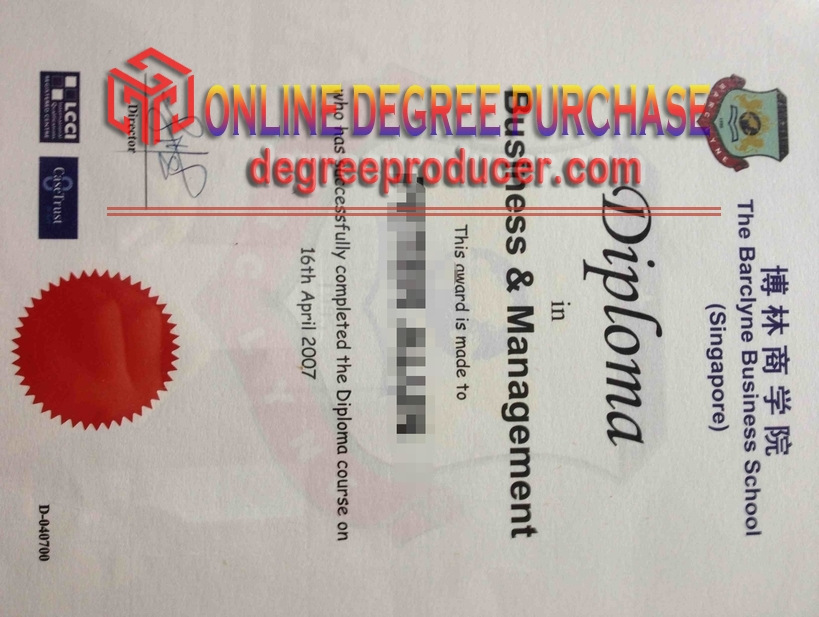 ONLINE DEGREE PURCHASE
degreeproducer.com
BARCLYNE
博林商学院
The Barclyne Business School
(Singapore)
Diploma
in
Business & Management
This award is made to
who has successfully completed the Diploma course on
16th April 2007
Director
LCCI
CaseTrust
D-040700